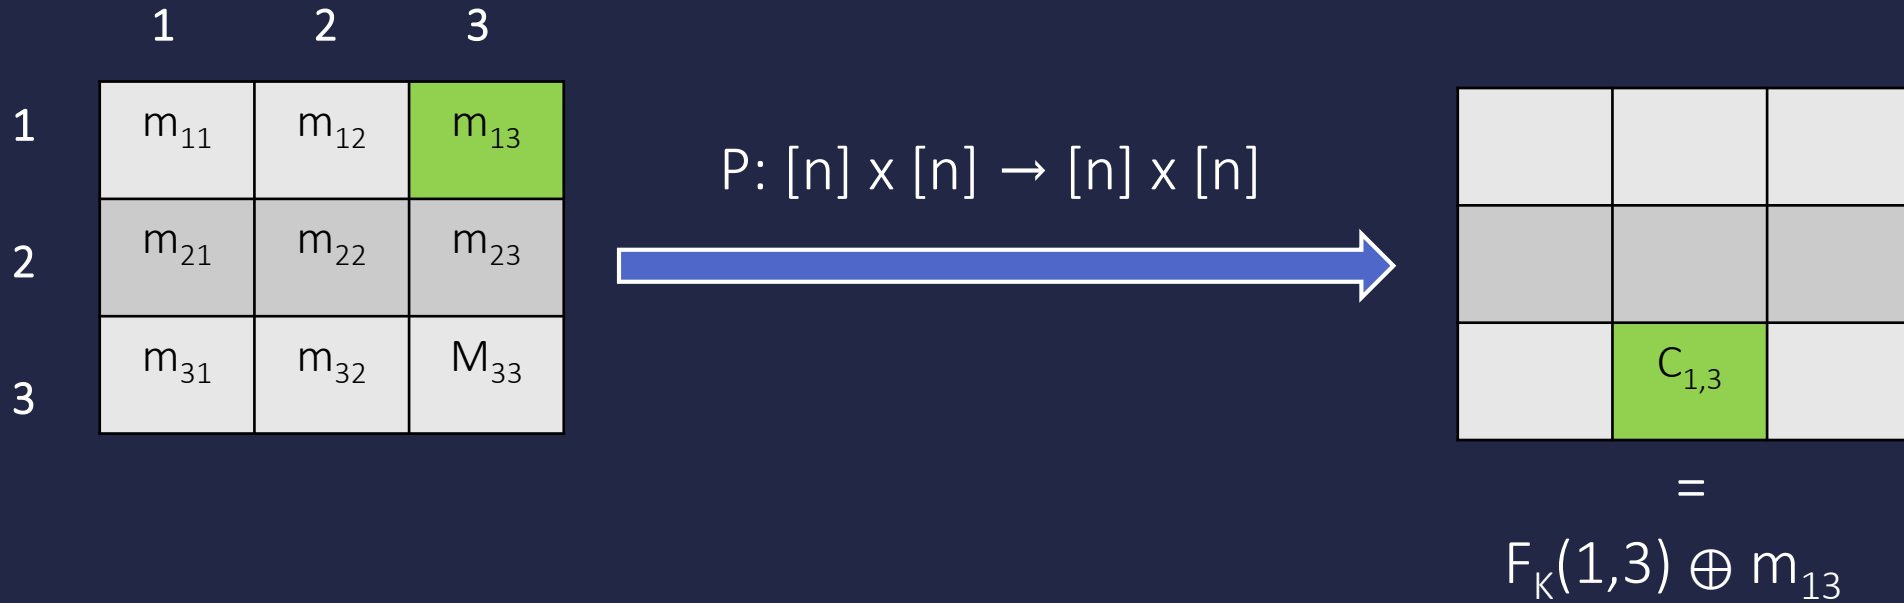 1 2 3
1 m₁₁ m₁₂ m₁₃
P: [n] x [n] → [n] x [n]
2 m₂₁ m₂₂ m₂₃
3 m₃₁ m₃₂ M₃₃
C₁,₃
=
F_K(1,3) ⊕ m₁₃